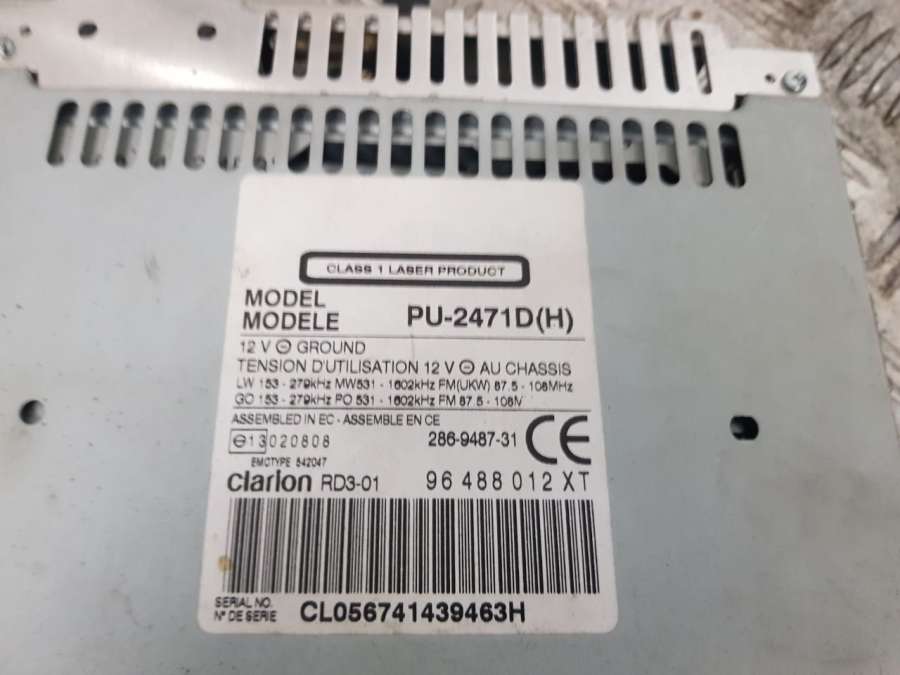 CLASS 1 LASER PRODUCT
MODEL
MODELE PU-2471D(H)
12 V ⊖ GROUND
TENSION D'UTILISATION 12 V ⊖ AU CHASSIS
LW 153 - 279kHz MW531 - 1602kHz FM(UKW) 87.5 - 108MHz
GO 153 - 279kHz PO 531 - 1602kHz FM 87.5 - 108M
ASSEMBLED IN EC - ASSEMBLE EN CE
e13 020808 286-9487-31 CE
EMCTYPE 542047
Clarion RD3-01 96 488 012 XT
SERIAL NO.
Nº DE SERIE CL056741439463H